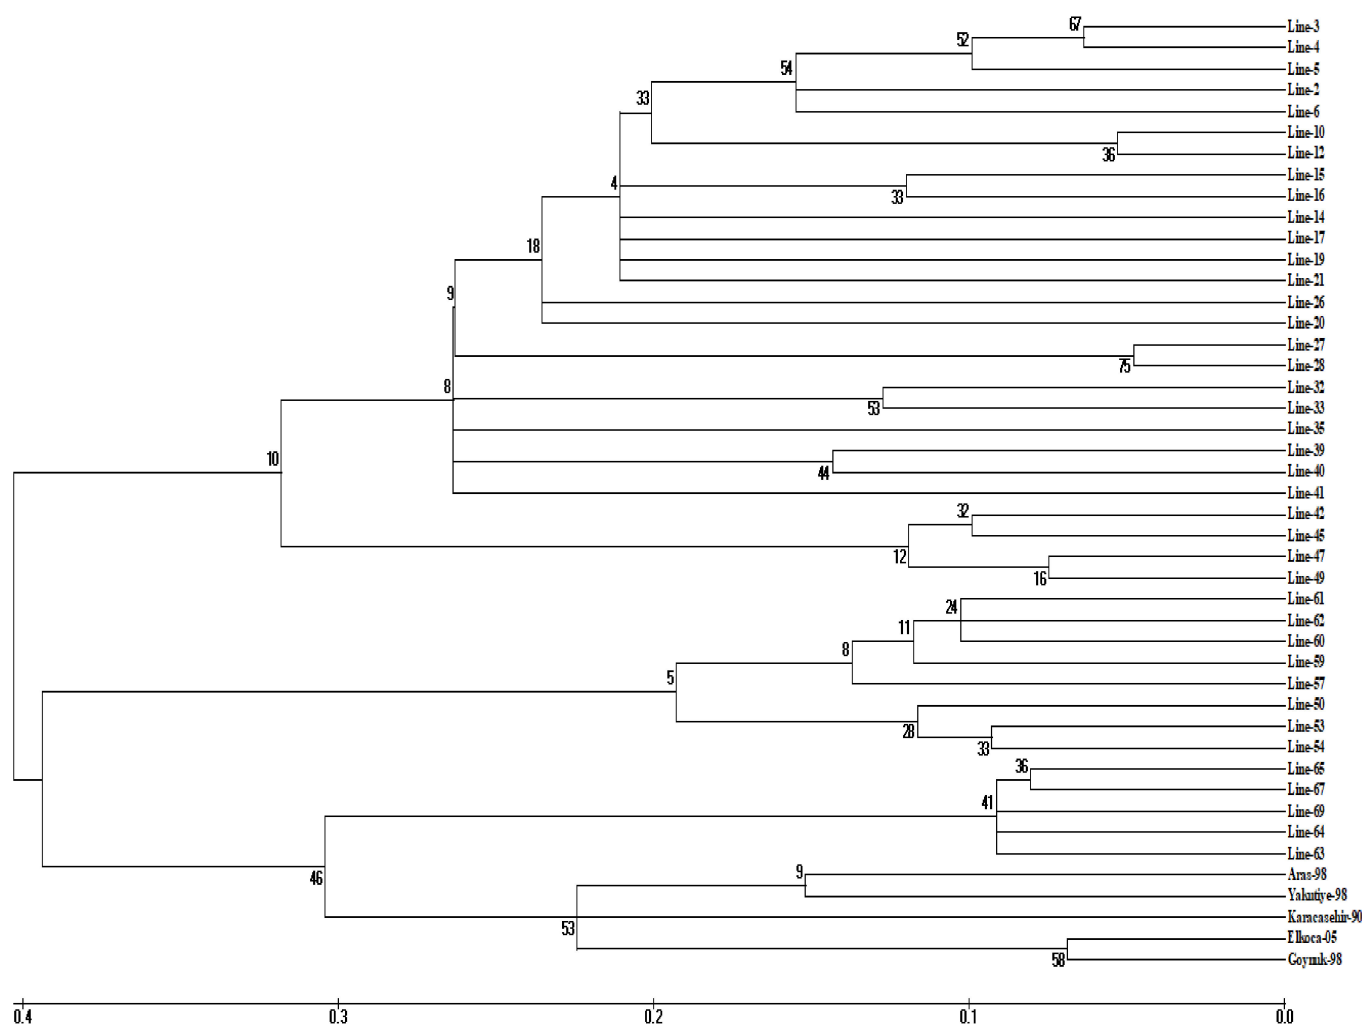 67
Line-3
52
Line-4
54
Line-5
33
Line-2
Line-6
Line-10
36
Line-12
4
Line-15
33
Line-16
Line-14
18
Line-17
Line-19
9
Line-21
Line-26
Line-20
Line-27
75
Line-28
8
Line-32
53
Line-33
Line-35
10
Line-39
44
Line-40
Line-41
32
Line-42
Line-45
12
Line-47
16
Line-49
24
Line-61
11
Line-62
8
Line-60
5
Line-59
Line-57
Line-50
28
Line-53
33
Line-54
36
Line-65
Line-67
41
Line-69
Line-64
Line-63
46
9
Aras-98
Yakutiye-98
53
Karacasehir-90
Elkoca-05
58
Goynuk-98
0.4 0.3 0.2 0.1 0.0